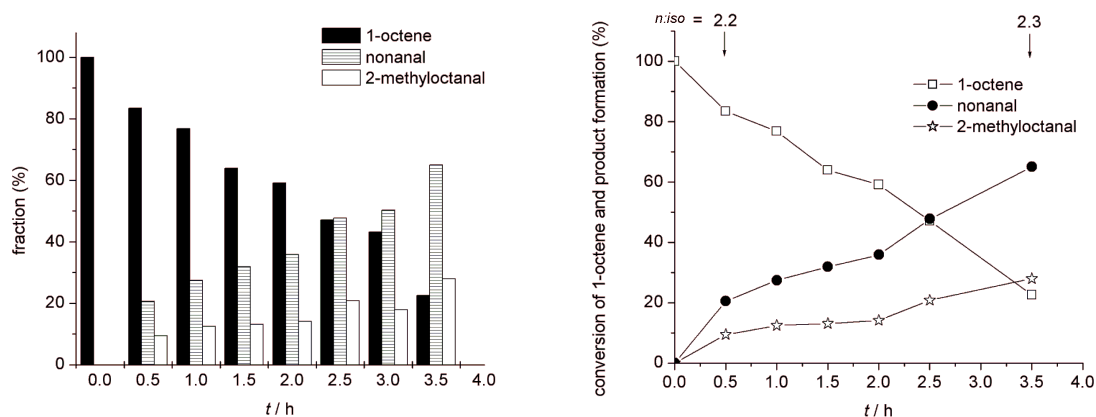 1-octene
nonanal
2-methyloctanal
100
80
60
40
20
0
fraction (%)
0.0 0.5 1.0 1.5 2.0 2.5 3.0 3.5 4.0
t / h
n:iso = 2.2 2.3
1-octene
nonanal
2-methyloctanal
100
80
60
40
20
0
conversion of 1-octene and product formation (%)
0.0 0.5 1.0 1.5 2.0 2.5 3.0 3.5 4.0
t / h